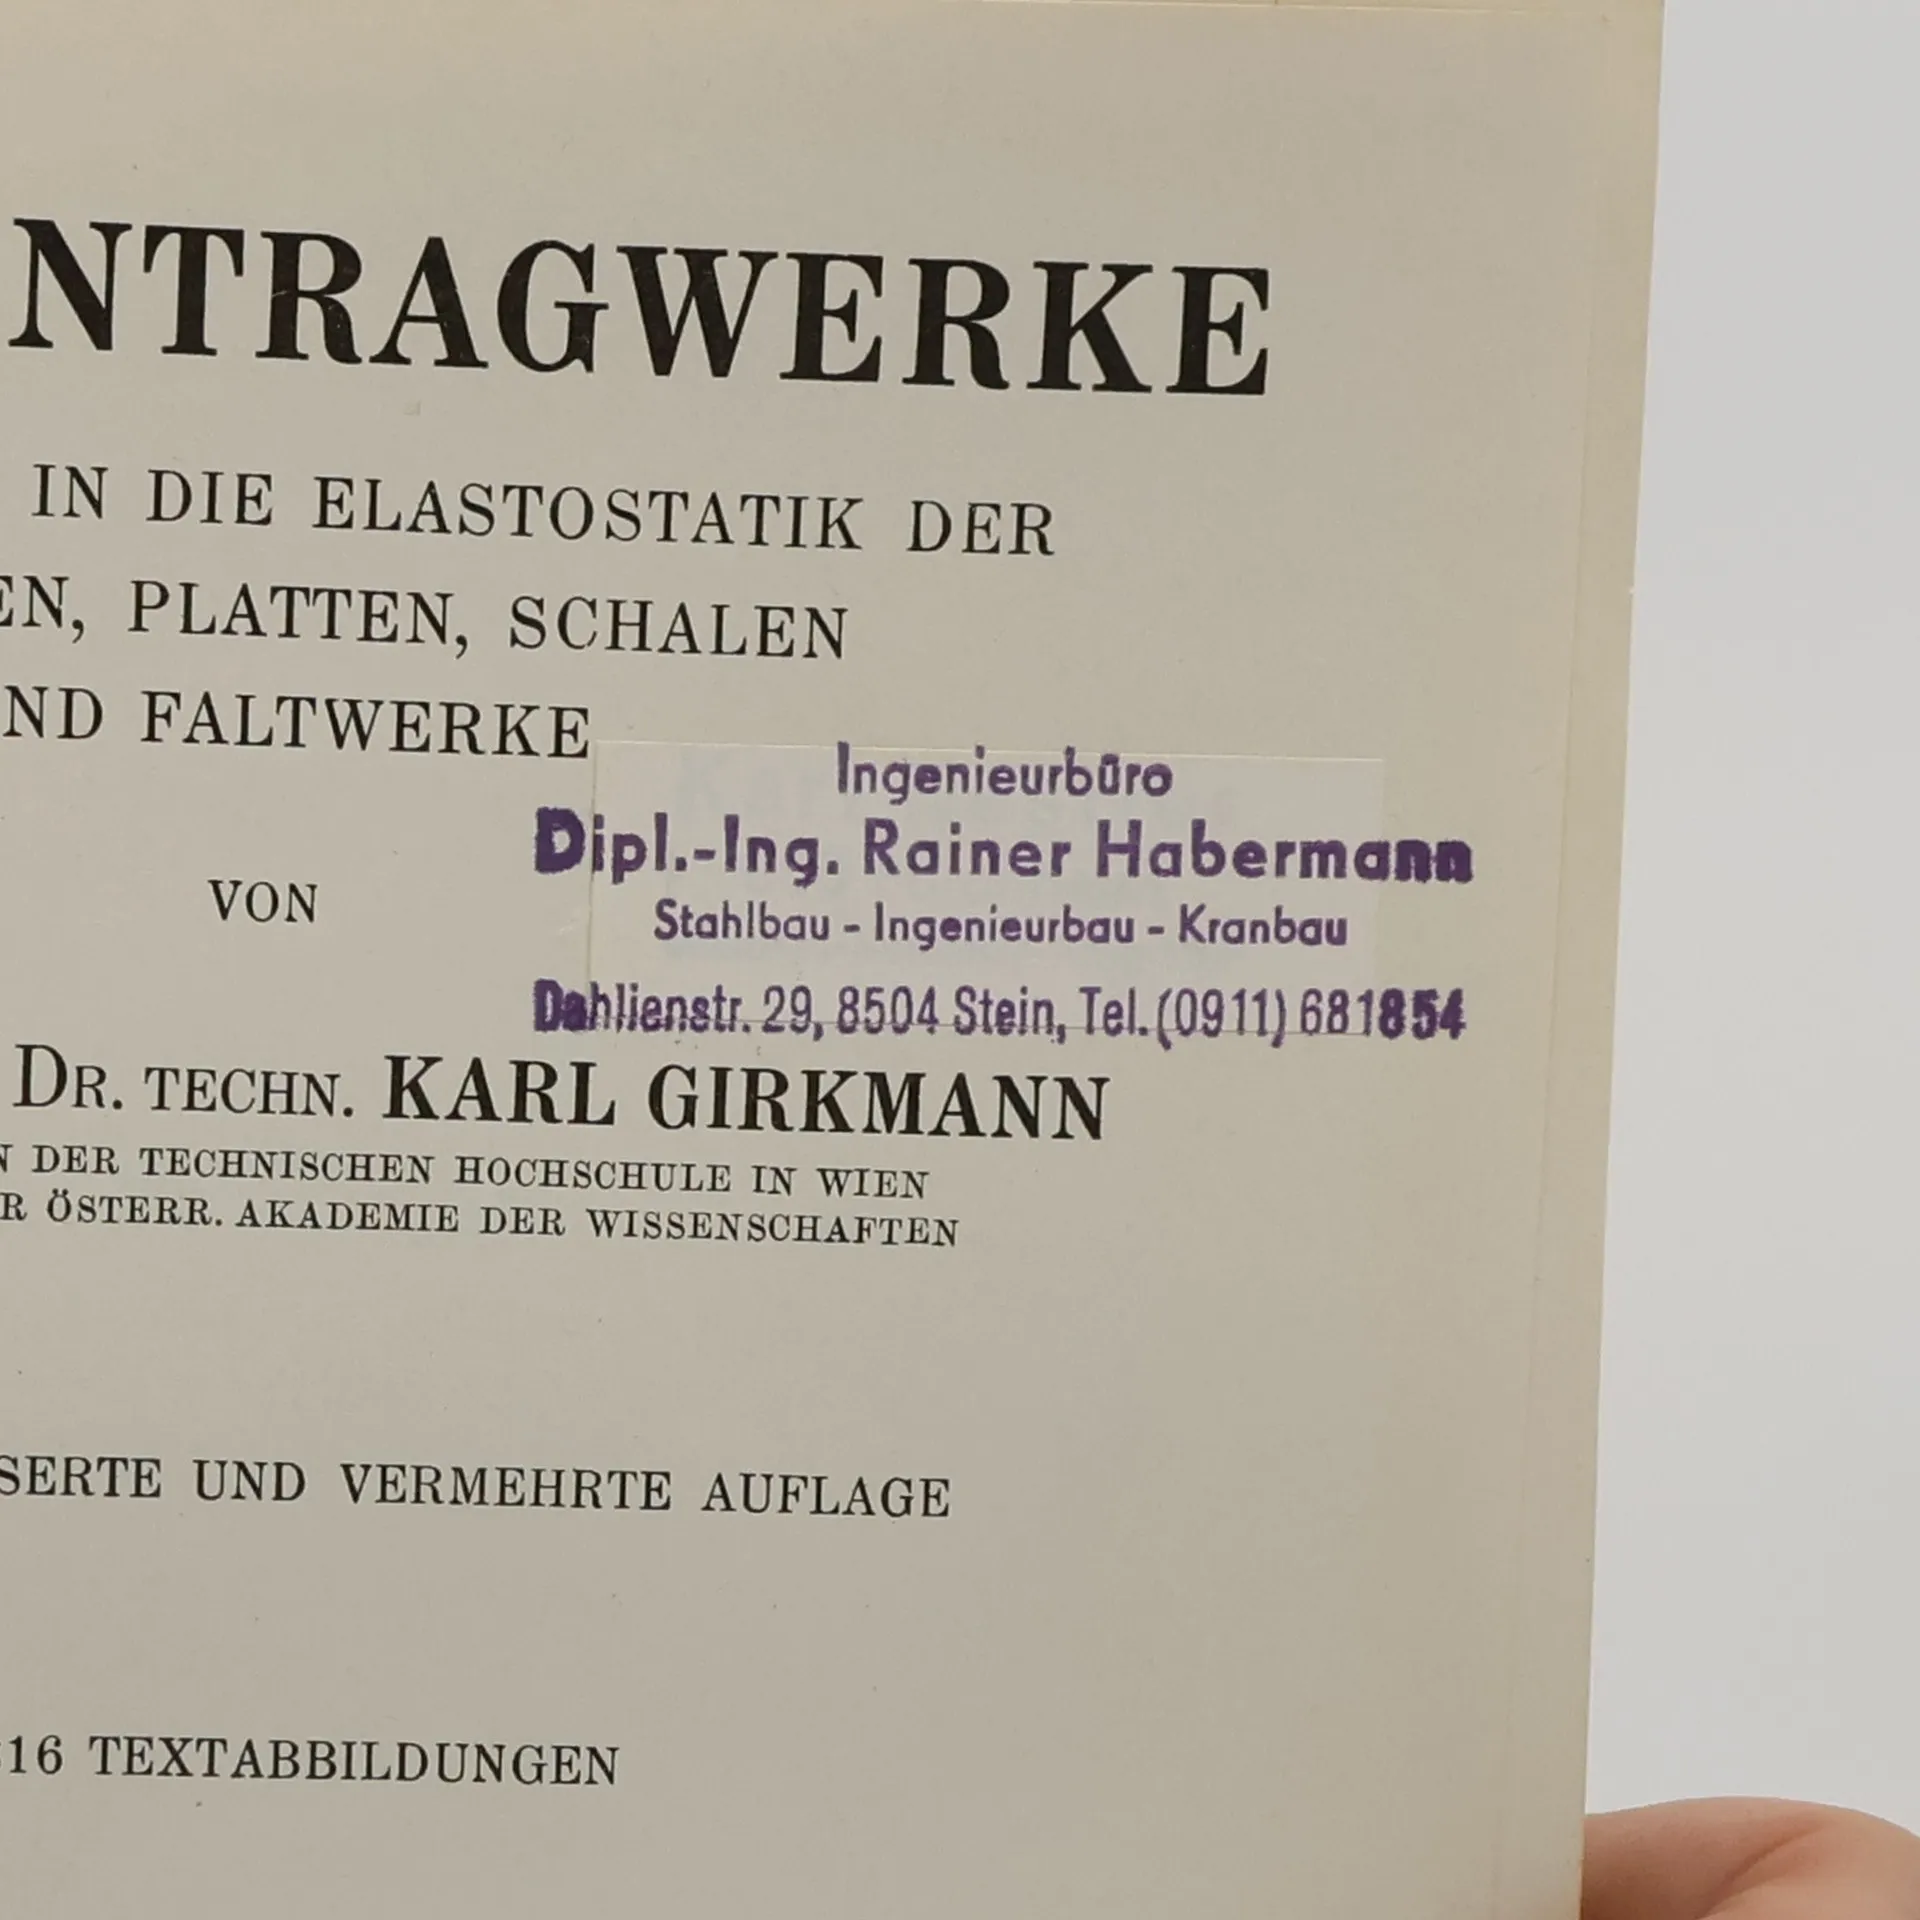 NTRAGWERKE
IN DIE ELASTOSTATIK DER
EN, PLATTEN, SCHALEN
ND FALTWERKE
Ingenieurbüro
Dipl.-Ing. Rainer Habermann
Stahlbau - Ingenieurbau - Kranbau
Dahlienstr. 29, 8504 Stein, Tel. (0911) 681854
VON
DR. TECHN. KARL GIRKMANN
N DER TECHNISCHEN HOCHSCHULE IN WIEN
R ÖSTERR. AKADEMIE DER WISSENSCHAFTEN
SERTE UND VERMEHRTE AUFLAGE
16 TEXTABBILDUNGEN